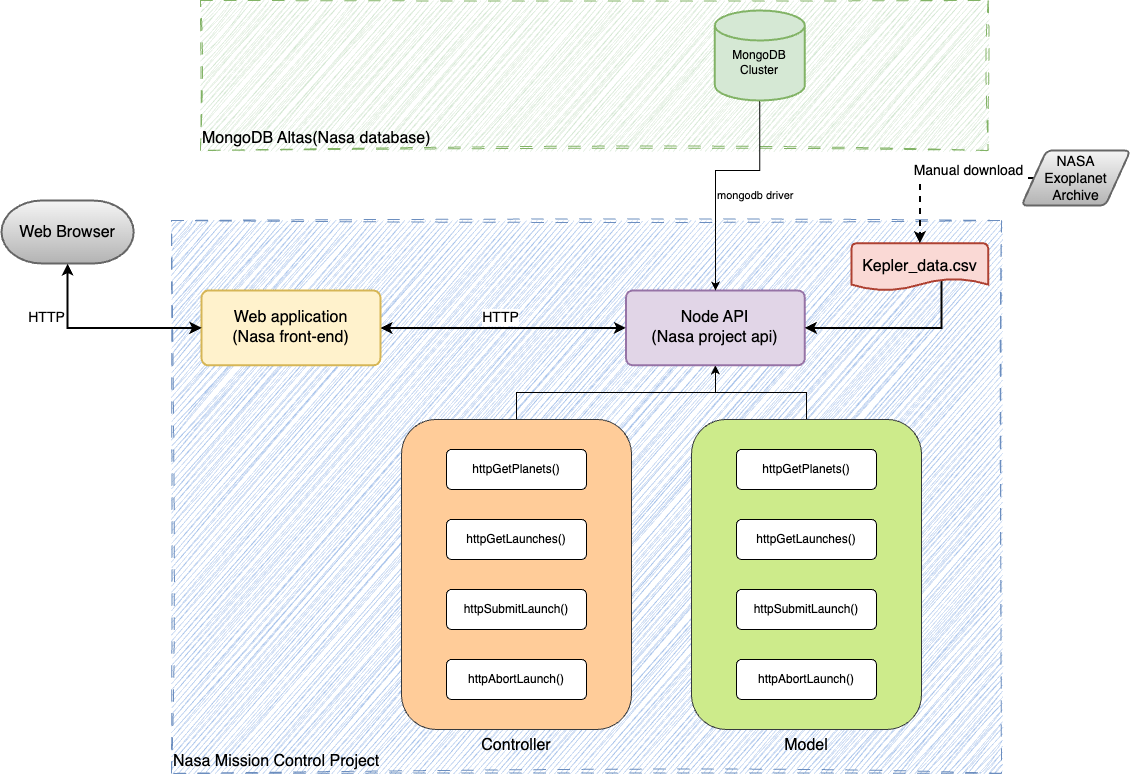 MongoDB
Cluster
MongoDB Altas(Nasa database)
Manual download
NASA
Exoplanet
Archive
mongodb driver
Web Browser
Kepler_data.csv
HTTP
Web application
(Nasa front-end)
HTTP
Node API
(Nasa project api)
httpGetPlanets()
httpGetLaunches()
httpSubmitLaunch()
httpAbortLaunch()
Controller
httpGetPlanets()
httpGetLaunches()
httpSubmitLaunch()
httpAbortLaunch()
Model
Nasa Mission Control Project